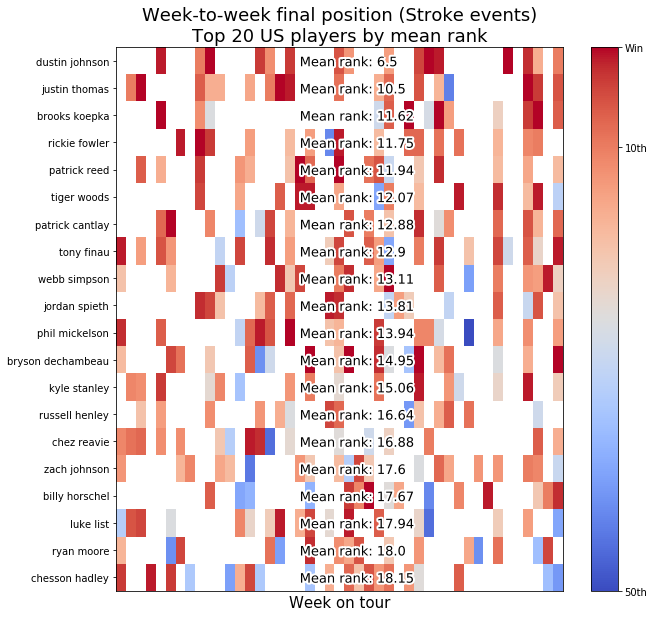 Week-to-week final position (Stroke events)
Top 20 US players by mean rank
dustin johnson Mean rank: 6.5
justin thomas Mean rank: 10.5
brooks koepka Mean rank: 11.62
rickie fowler Mean rank: 11.75
patrick reed Mean rank: 11.94
tiger woods Mean rank: 12.07
patrick cantlay Mean rank: 12.88
tony finau Mean rank: 12.9
webb simpson Mean rank: 13.11
jordan spieth Mean rank: 13.81
phil mickelson Mean rank: 13.94
bryson dechambeau Mean rank: 14.95
kyle stanley Mean rank: 15.06
russell henley Mean rank: 16.64
chez reavie Mean rank: 16.88
zach johnson Mean rank: 17.6
billy horschel Mean rank: 17.67
luke list Mean rank: 17.94
ryan moore Mean rank: 18.0
chesson hadley Mean rank: 18.15
Week on tour
Win
10th
50th